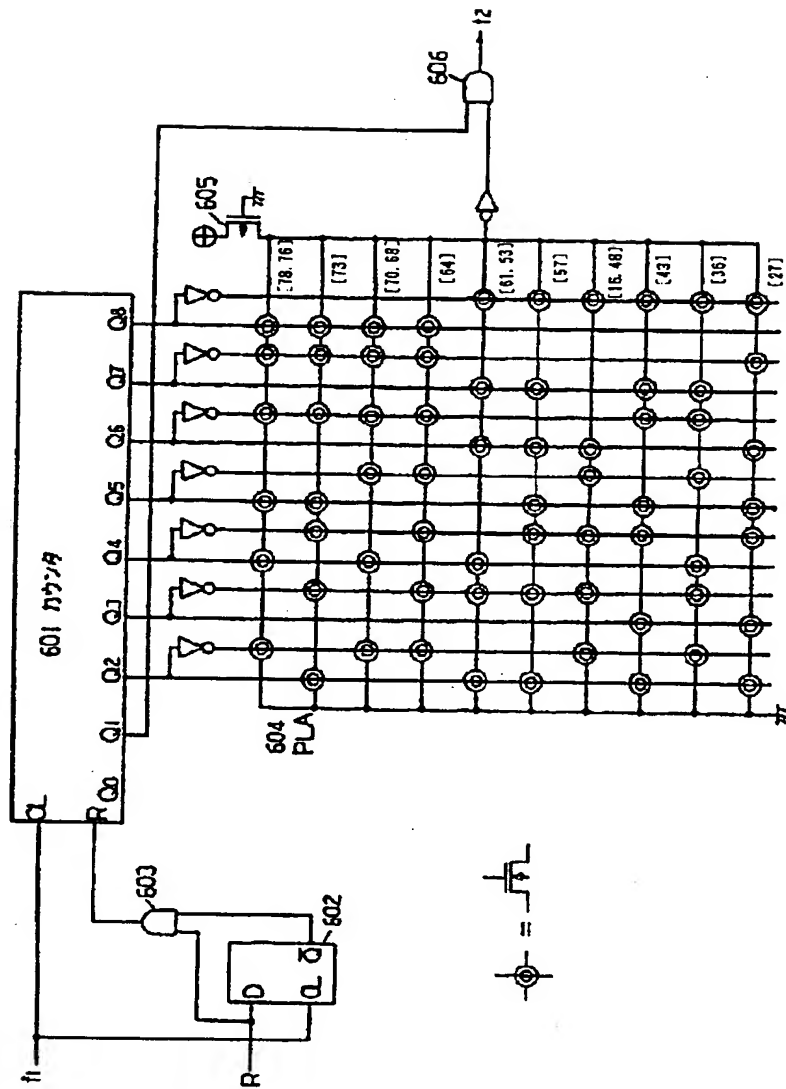 601 カウンタ
CL
R
Q0
Q1
Q2
Q3
Q4
Q5
Q6
Q7
Q8
f1
R
603
D
CL
Q̄
602
604
PLA
605
606
f2
[78.76]
[73]
[70.68]
[64]
[61.53]
[57]
[16.48]
[43]
[36]
[27]
=